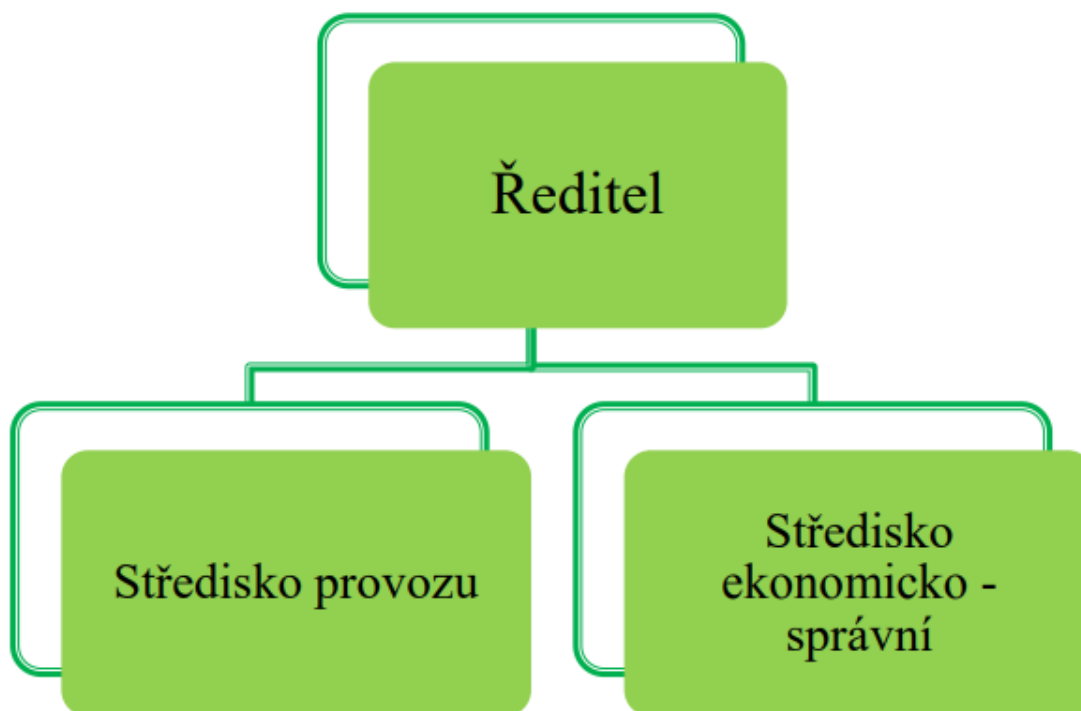 Ředitel
Středisko provozu
Středisko
ekonomicko -
správní